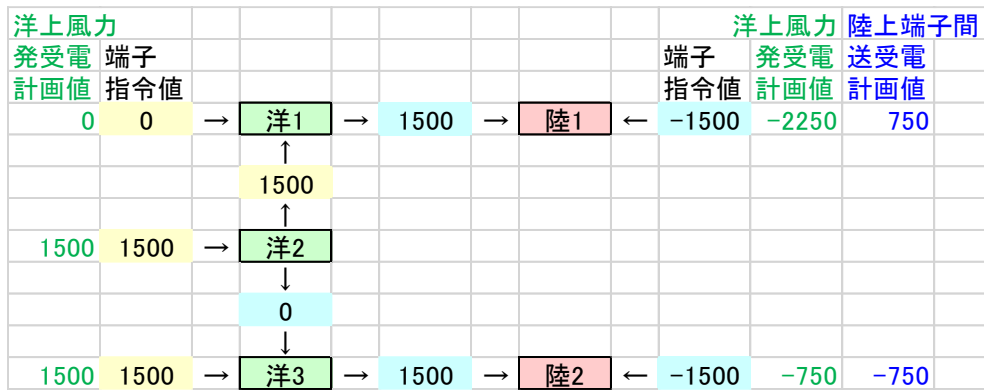 洋上風力 洋上風力 陸上端子間
発受電 端子 端子 発受電 送受電
計画値 指令値 指令値 計画値 計画値
0 0 → 洋1 → 1500 → 陸1 ← -1500 -2250 750
↑
1500
↑
1500 1500 → 洋2
↓
0
↓
1500 1500 → 洋3 → 1500 → 陸2 ← -1500 -750 -750